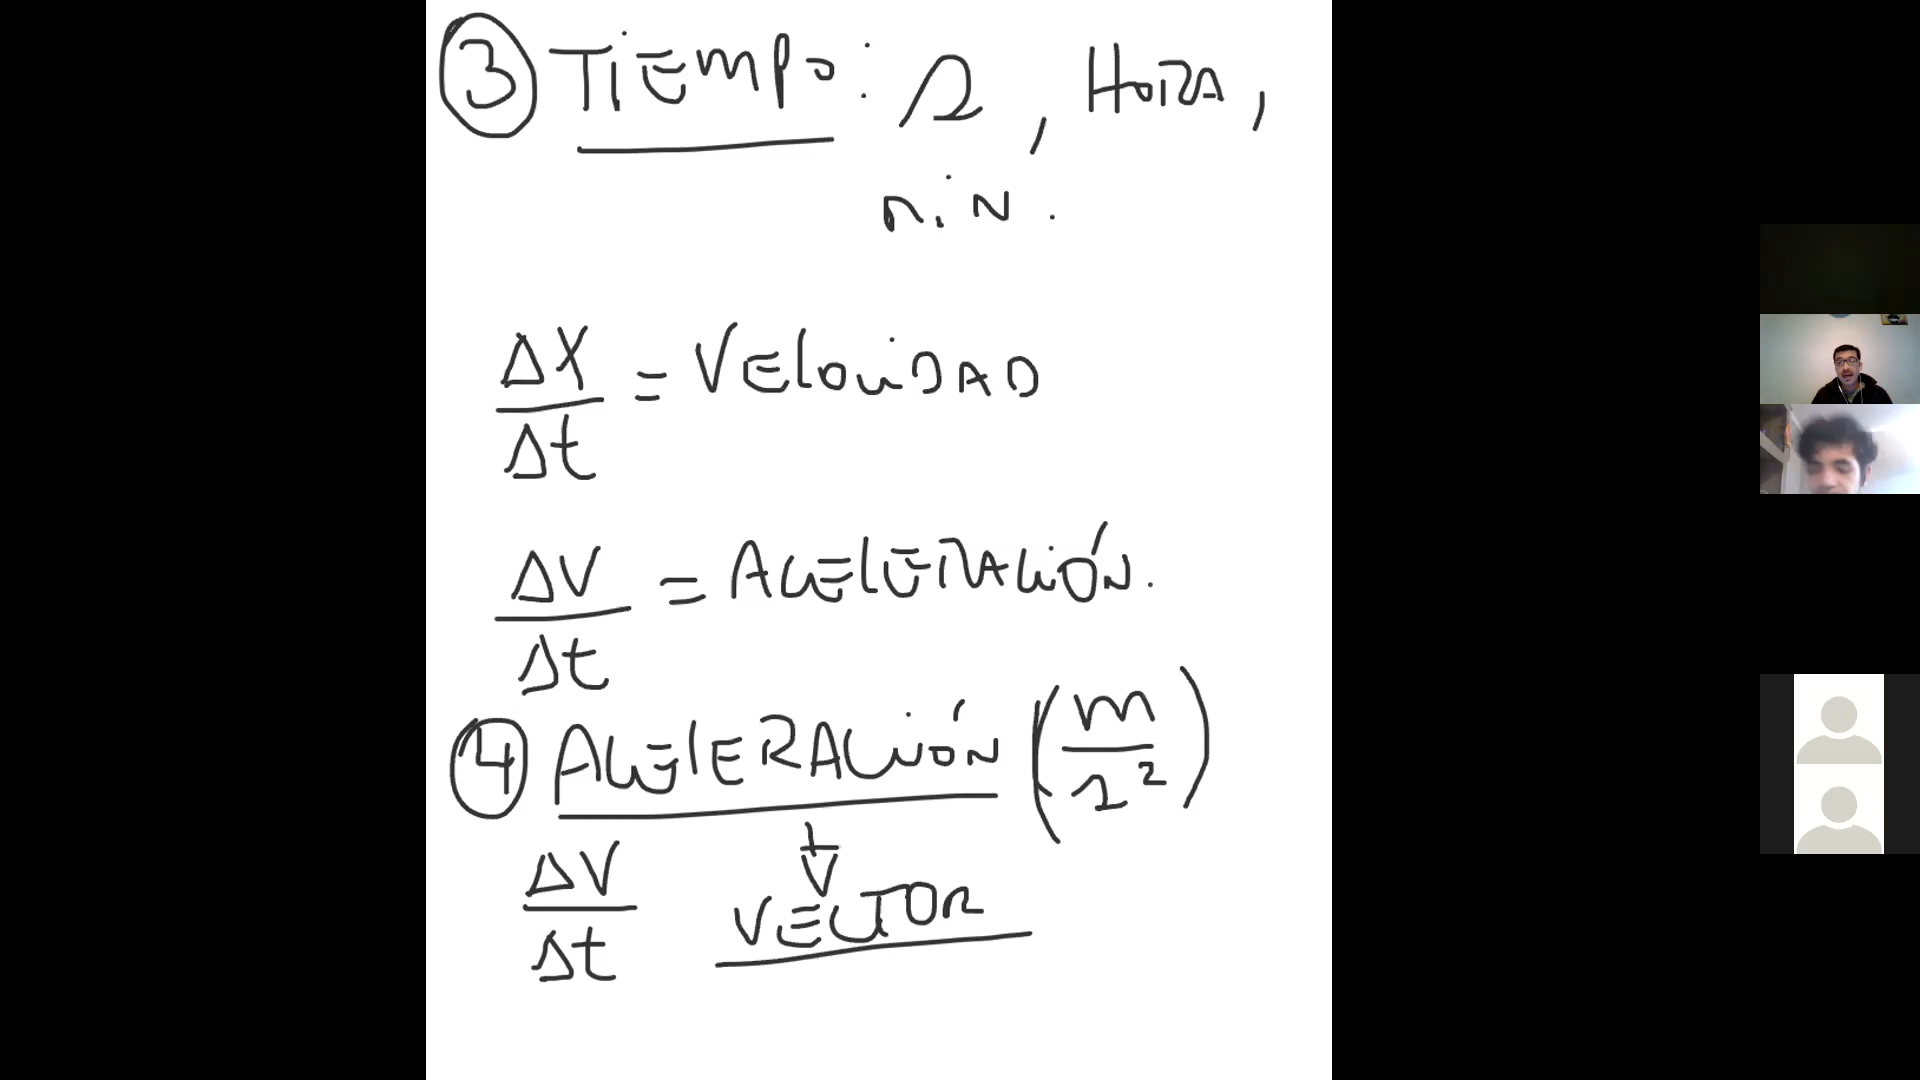 3 Tiempo: s, Hora,
min.
ΔX/Δt = Velocidad
ΔV/Δt = Aceleración.
4 Aceleración (m/s²)
ΔV/Δt Vector